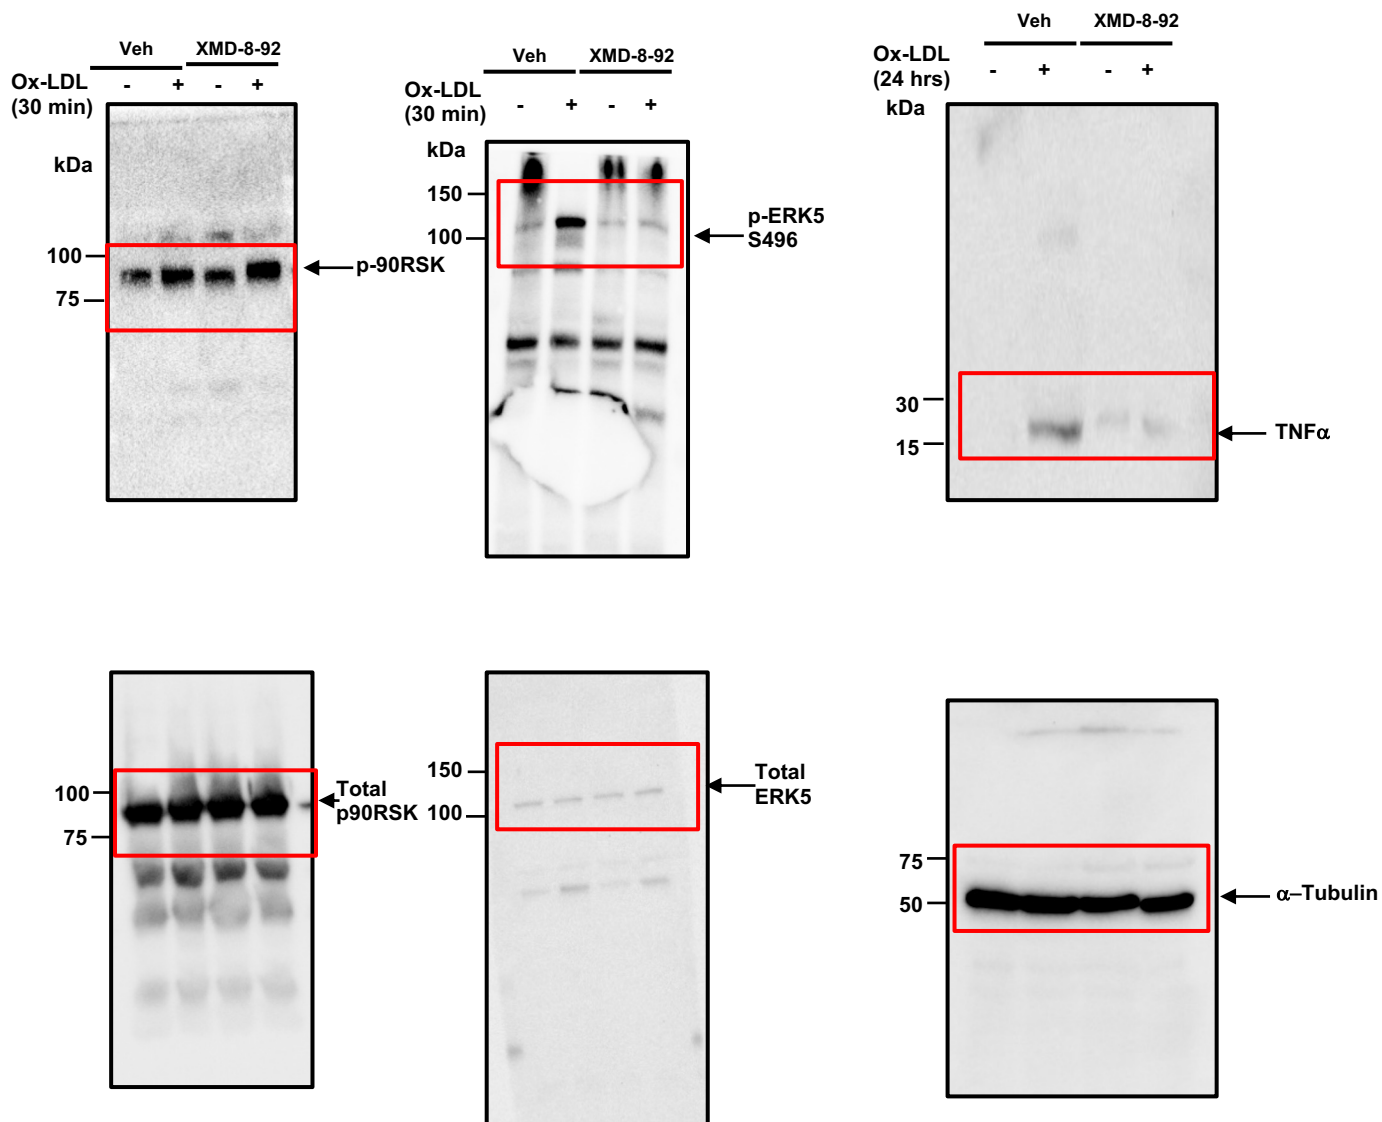 Veh XMD-8-92
Ox-LDL - + - +
(30 min)
kDa
100
75
p-90RSK
Veh XMD-8-92
Ox-LDL - + - +
(30 min)
kDa
150
100
p-ERK5
S496
Veh XMD-8-92
Ox-LDL - + - +
(24 hrs)
kDa
30
15
TNFα
100
75
Total
p90RSK
150
100
Total
ERK5
75
50
α–Tubulin